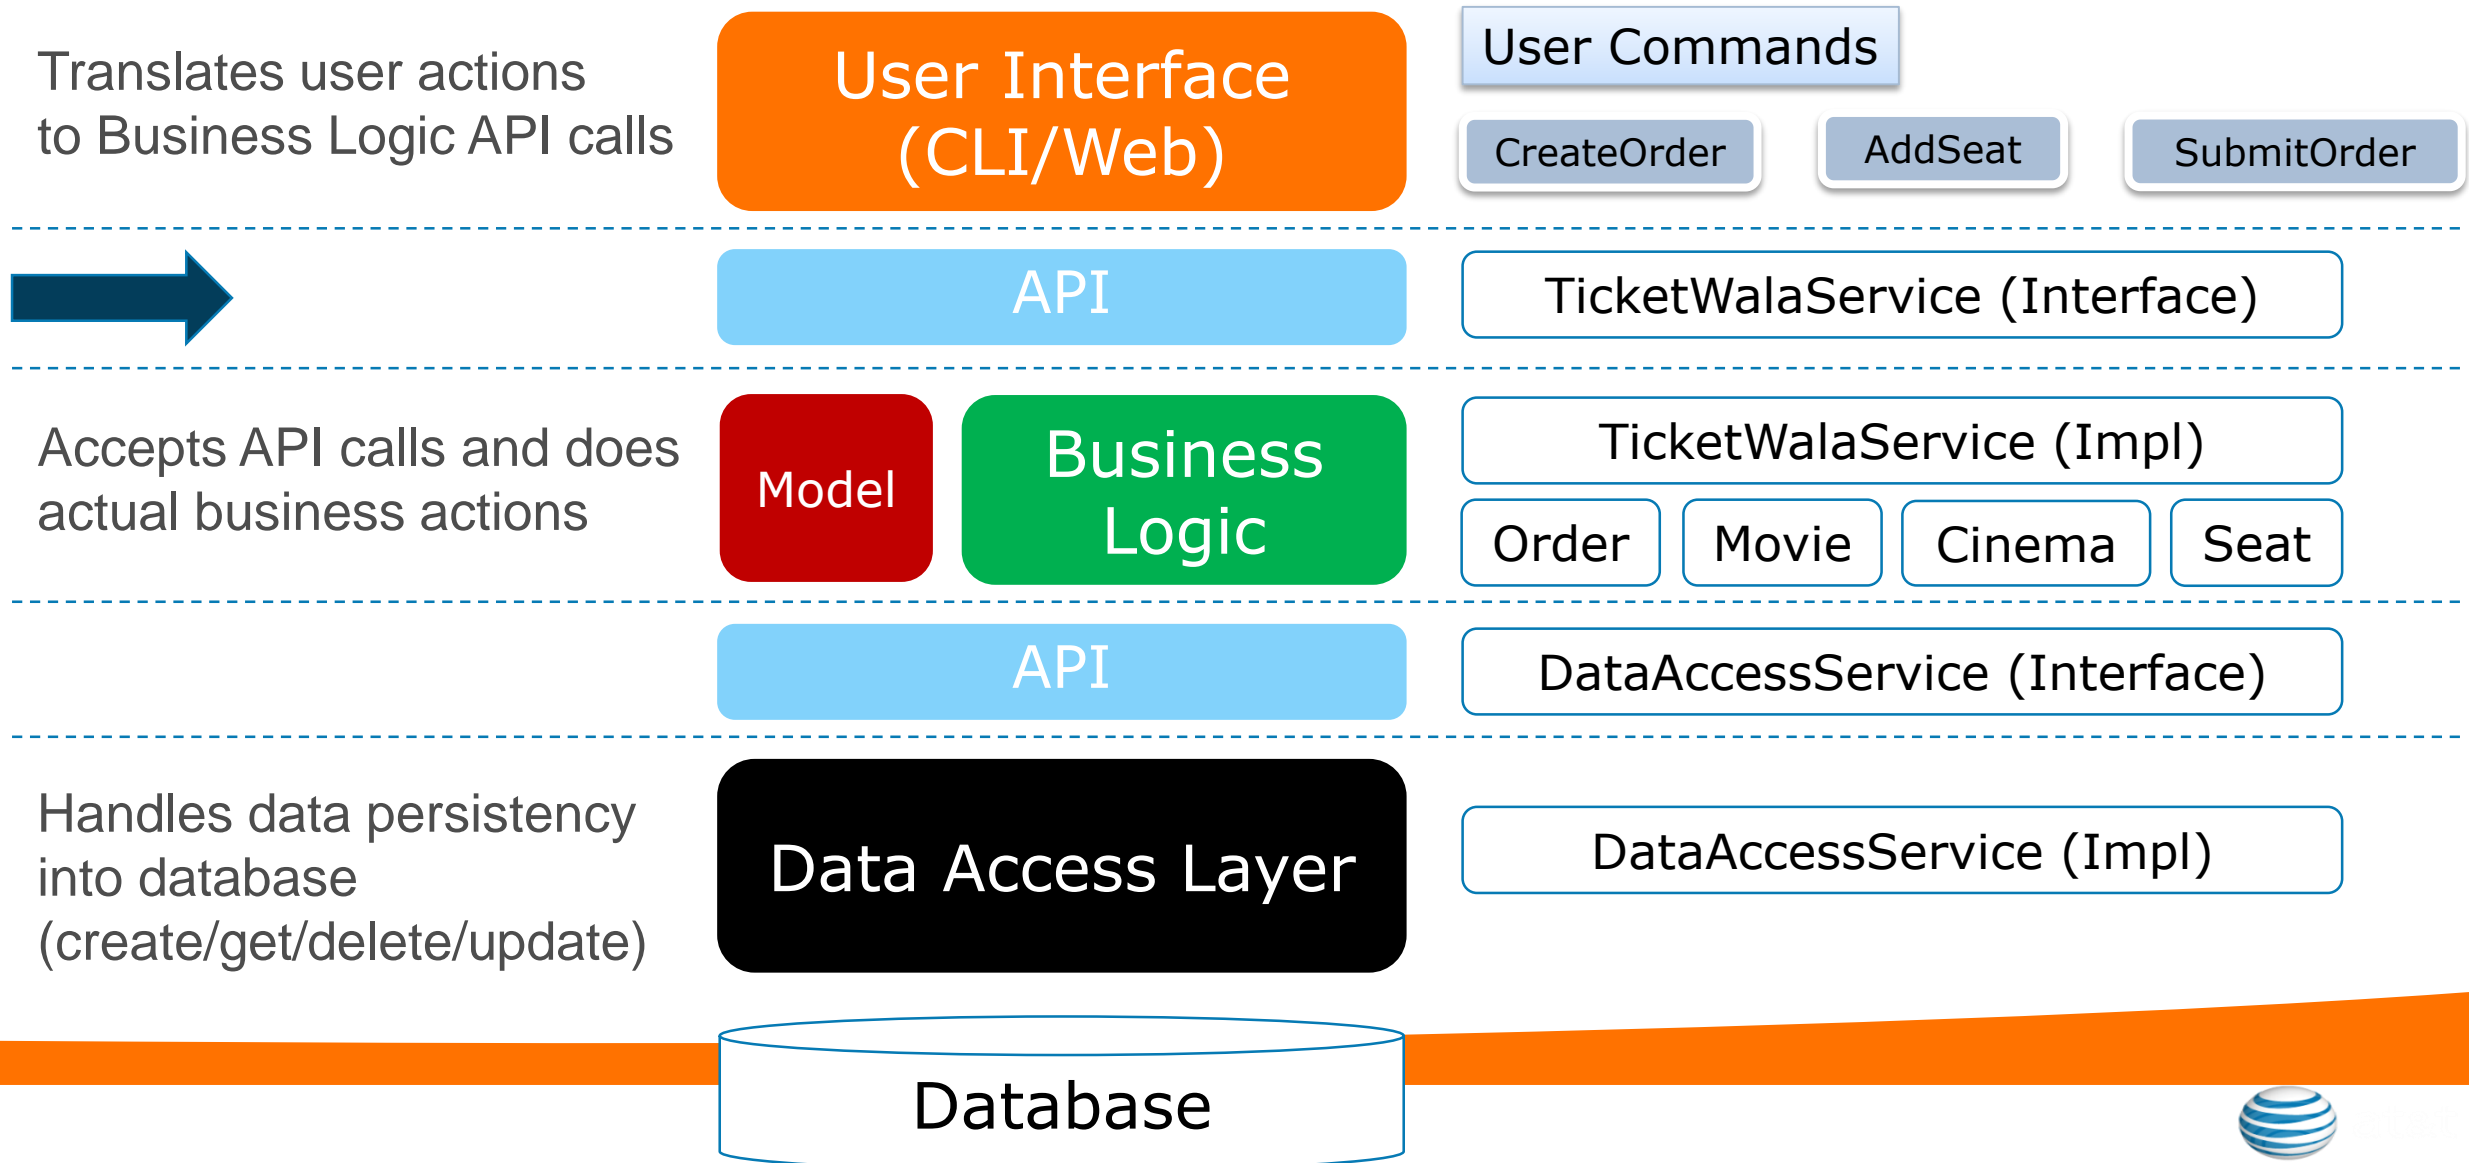 Translates user actions
to Business Logic API calls
User Interface
(CLI/Web)
User Commands
CreateOrder
AddSeat
SubmitOrder
API
TicketWalaService (Interface)
Accepts API calls and does
actual business actions
Model
Business
Logic
TicketWalaService (Impl)
Order
Movie
Cinema
Seat
API
DataAccessService (Interface)
Handles data persistency
into database
(create/get/delete/update)
Data Access Layer
DataAccessService (Impl)
Database